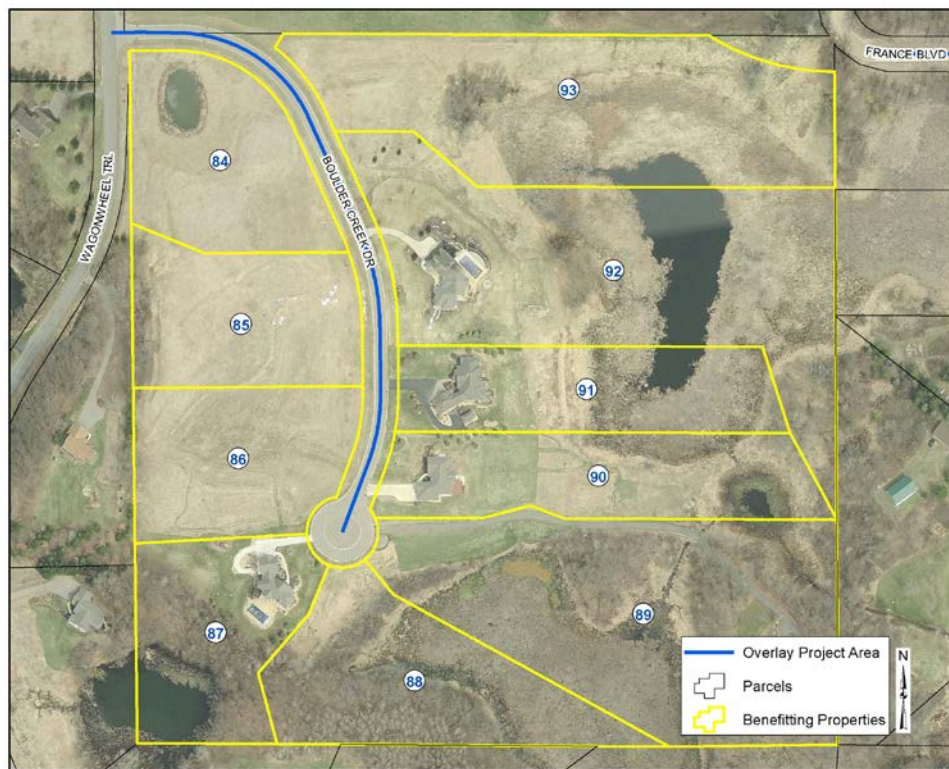 FRANCE BLVD
93
84
WAGONWHEEL TRL
BOULDER CREEK DR
92
85
91
86
90
89
87
88
N
Overlay Project Area
Parcels
Benefitting Properties